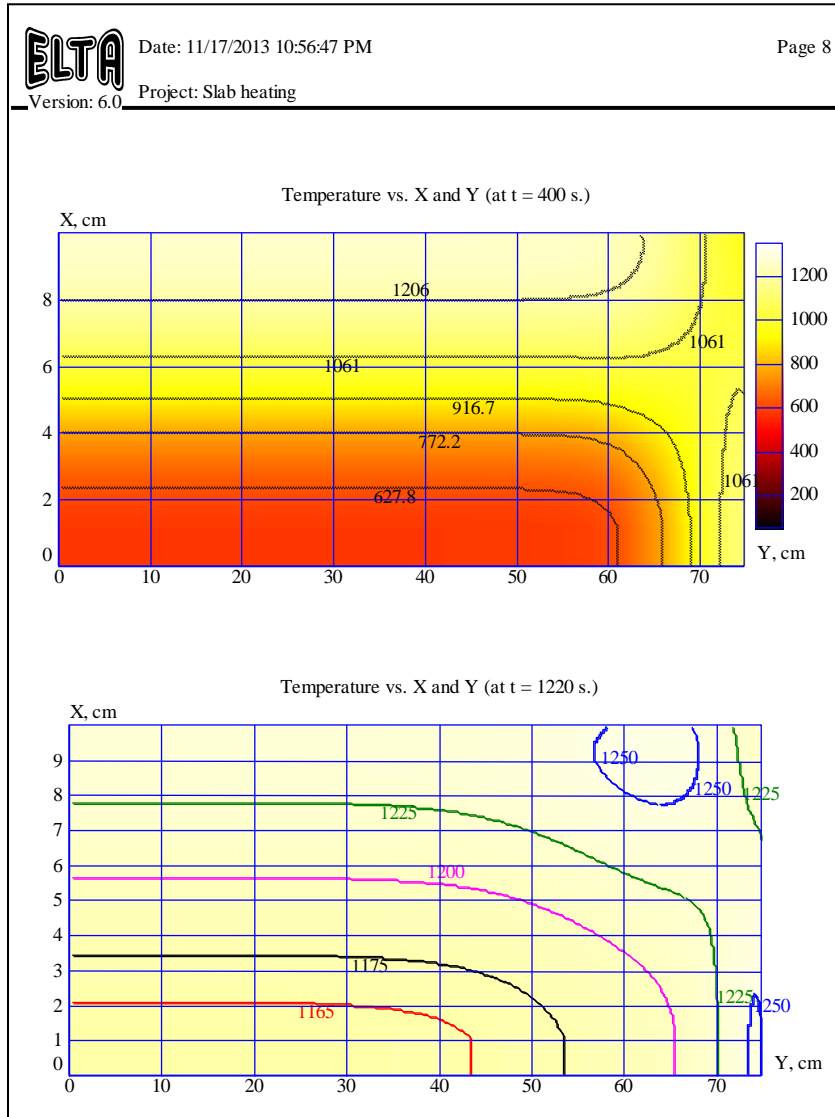 ELTA
Date: 11/17/2013 10:56:47 PM
Page 8
Version: 6.0
Project: Slab heating
Temperature vs. X and Y (at t = 400 s.)
X, cm
8
6
4
2
0
1206
1061
1061
916.7
772.2
627.8
1061
1200
1000
800
600
400
200
Y, cm
0 10 20 30 40 50 60 70
Temperature vs. X and Y (at t = 1220 s.)
X, cm
9
8
7
6
5
4
3
2
1
0
1250
1250
1225
1225
1200
1175
1165
1225
1250
Y, cm
0 10 20 30 40 50 60 70